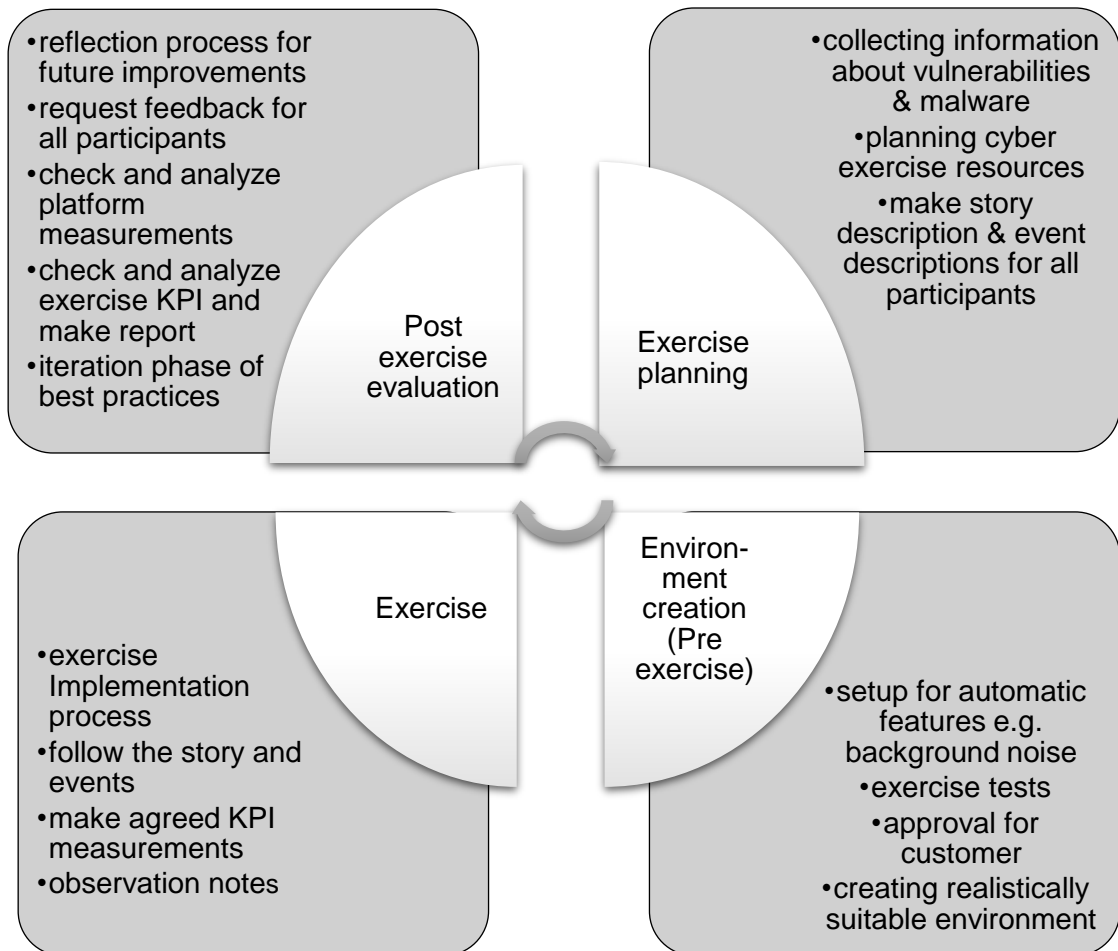 •reflection process for
future improvements
•request feedback for
all participants
•check and analyze
platform
measurements
•check and analyze
exercise KPI and
make report
•iteration phase of
best practices
Post
exercise
evaluation
•collecting information
about vulnerabilities
& malware
•planning cyber
exercise resources
•make story
description & event
descriptions for all
participants
Exercise
planning
Exercise
•exercise
Implementation
process
•follow the story and
events
•make agreed KPI
measurements
•observation notes
Environ-
ment
creation
(Pre
exercise)
•setup for automatic
features e.g.
background noise
•exercise tests
•approval for
customer
•creating realistically
suitable environment